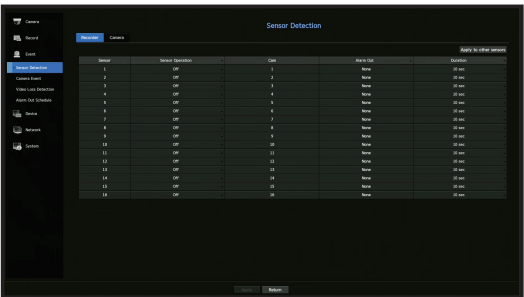 Sensor Detection
Camera
Record
Event
Sensor Detection
Camera Event
Video Loss Detection
Alarm Out Schedule
Device
Network
System
Recorder Camera
Apply to other sensors
Sensor Sensor Operation Cam Alarm Out Duration
1 Off 1 None 10 sec
2 Off 2 None 10 sec
3 Off 3 None 10 sec
4 Off 4 None 10 sec
5 Off 5 None 10 sec
6 Off 6 None 10 sec
7 Off 7 None 10 sec
8 Off 8 None 10 sec
9 Off 9 None 10 sec
10 Off 10 None 10 sec
11 Off 11 None 10 sec
12 Off 12 None 10 sec
13 Off 13 None 10 sec
14 Off 14 None 10 sec
15 Off 15 None 10 sec
16 Off 16 None 10 sec
Apply Return